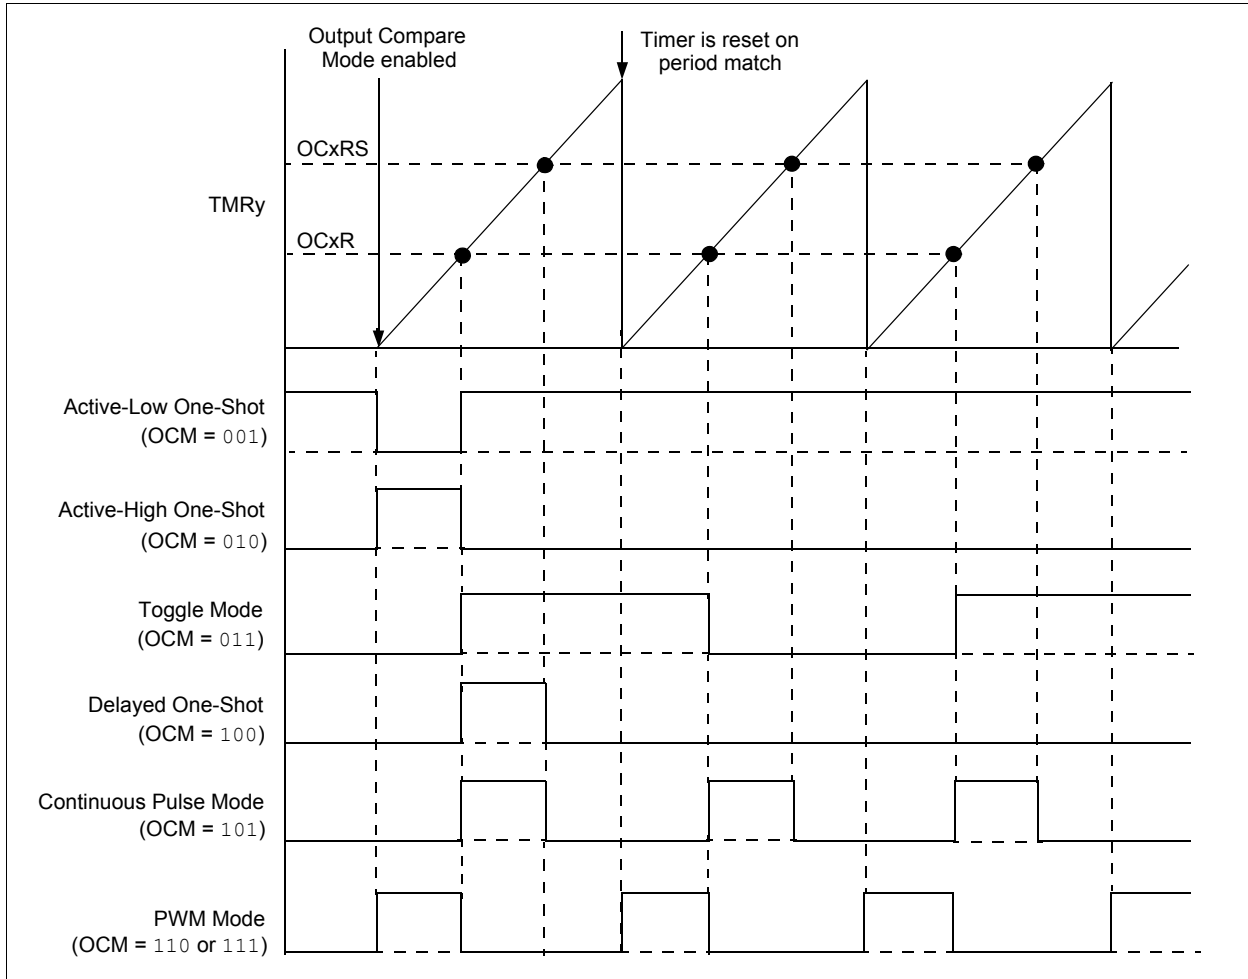 Output Compare
Mode enabled
Timer is reset on
period match
OCxRS
TMRy
OCxR
Active-Low One-Shot
(OCM = 001)
Active-High One-Shot
(OCM = 010)
Toggle Mode
(OCM = 011)
Delayed One-Shot
(OCM = 100)
Continuous Pulse Mode
(OCM = 101)
PWM Mode
(OCM = 110 or 111)